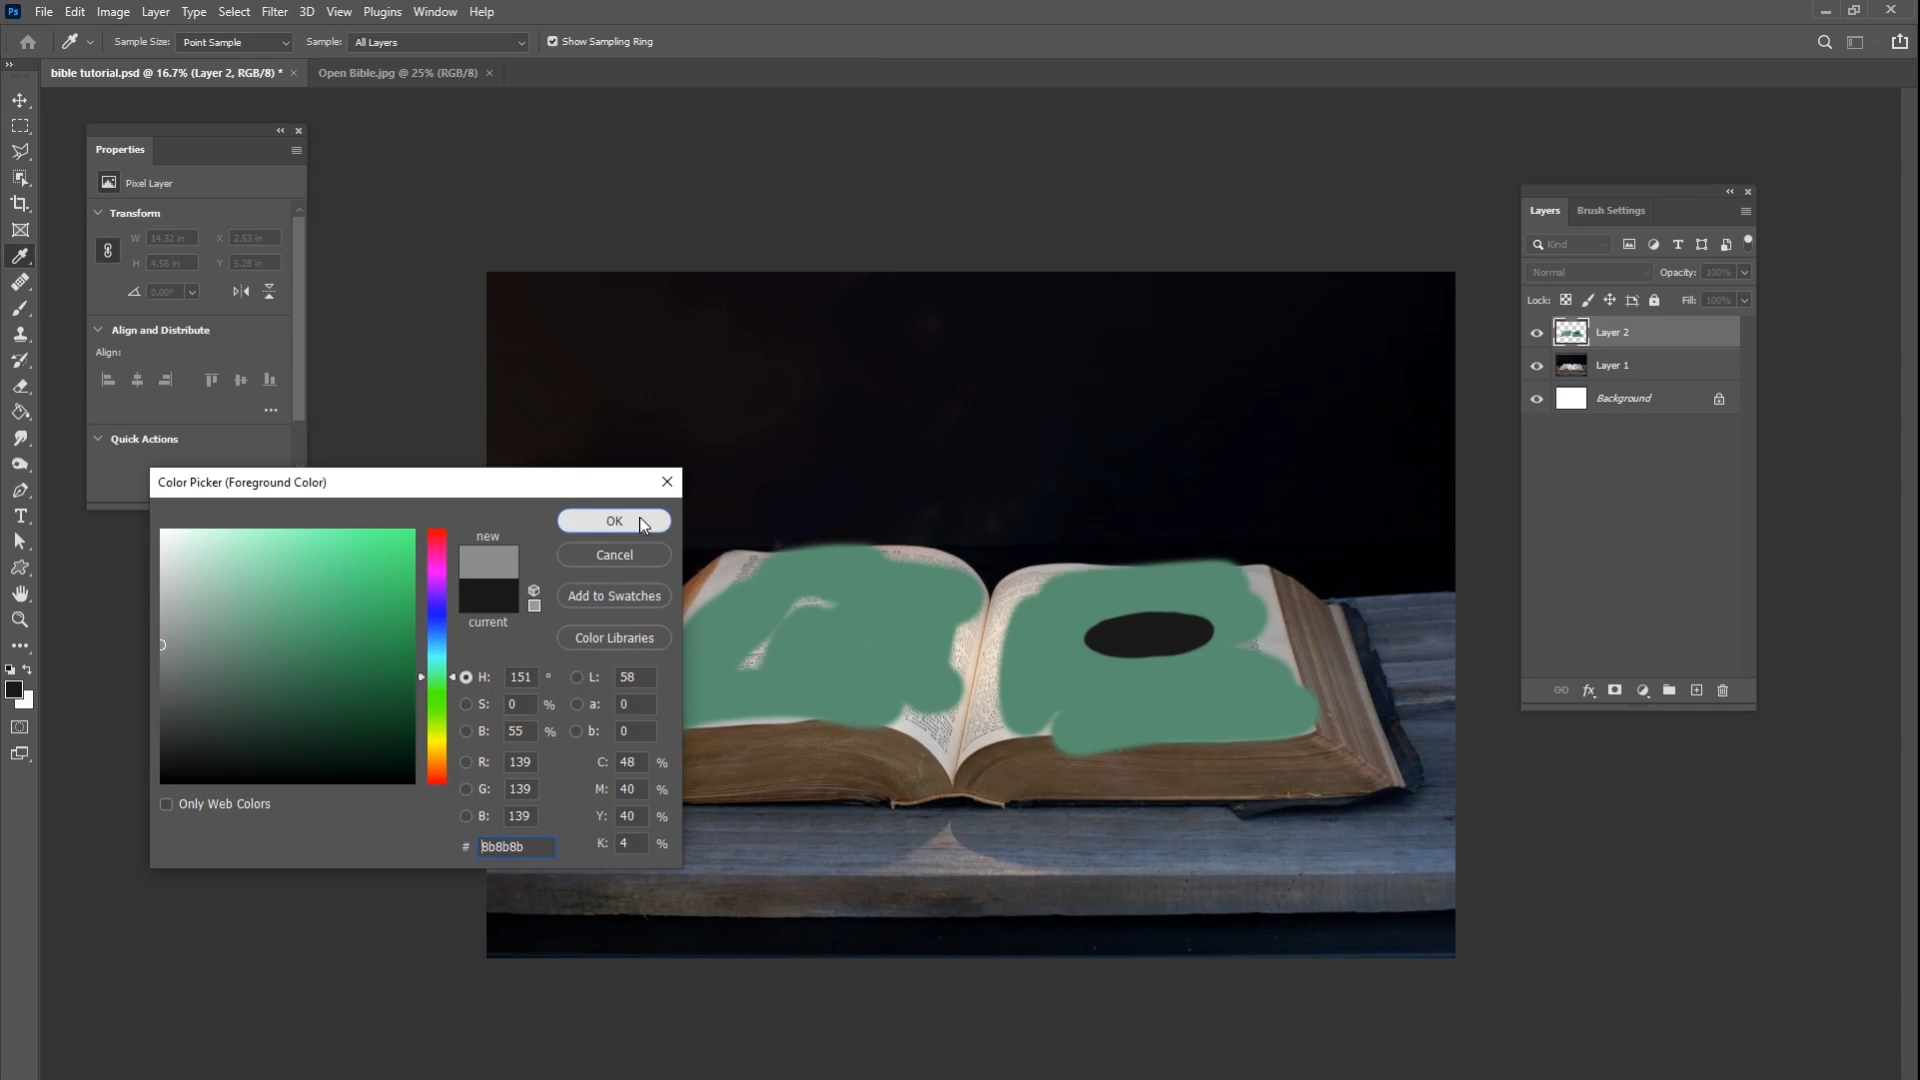 Ps File Edit Image Layer Type Select Filter 3D View Plugins Window Help
Sample Size: Point Sample Sample: All Layers Show Sampling Ring
bible tutorial.psd @ 16.7% (Layer 2, RGB/8) * × Open Bible.jpg @ 25% (RGB/8) ×
Properties
Pixel Layer
Transform
W 14.32 in X 2.53 in
H 4.58 in Y 5.28 in
0.00°
Align and Distribute
Align:
Quick Actions
Color Picker (Foreground Color)
new
current
OK
Cancel
Add to Swatches
Color Libraries
H: 151 ° L: 58
S: 0 % a: 0
B: 55 % b: 0
R: 139 C: 48 %
G: 139 M: 40 %
B: 139 Y: 40 %
# 8b8b8b K: 4 %
Only Web Colors
Layers Brush Settings
Kind
Normal Opacity: 100%
Lock: Fill: 100%
Layer 2
Layer 1
Background
fx